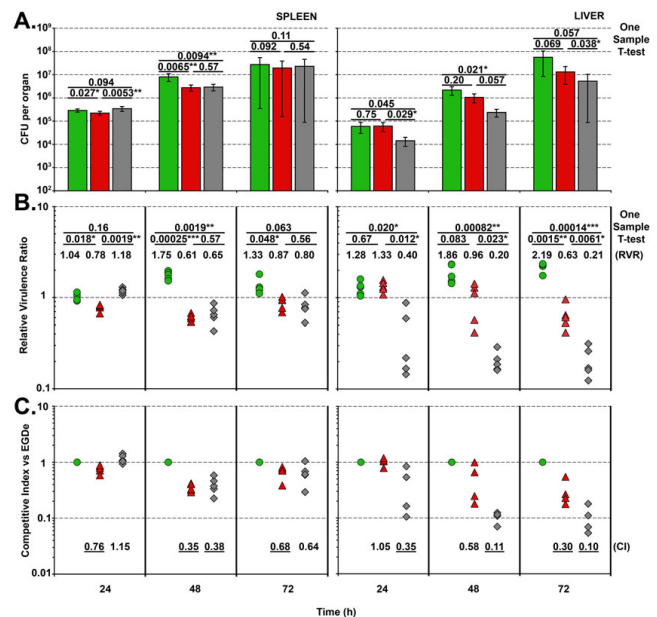 SPLEEN LIVER
A.
One Sample T-test
CFU per organ
10⁹
10⁸
10⁷
10⁶
10⁵
10⁴
10³
10²
0.094
0.027* 0.0053**
0.0094**
0.0065** 0.57
0.11
0.092 0.54
0.045
0.75 0.029*
0.021*
0.20 0.057
0.057
0.069 0.038*
B.
One Sample T-test
(RVR)
Relative Virulence Ratio
10
1
0.1
0.16
0.018* 0.0019**
1.04 0.78 1.18
0.0019**
0.00025*** 0.57
1.75 0.61 0.65
0.063
0.048* 0.56
1.33 0.87 0.80
0.020*
0.67 0.012*
1.28 1.33 0.40
0.00082**
0.083 0.023*
1.86 0.96 0.20
0.00014***
0.0015** 0.0061*
2.19 0.63 0.21
C.
Competitive Index vs EGDe
10
1
0.1
0.01
0.76 1.15
0.35 0.38
0.68 0.64
1.05 0.35
0.58 0.11
0.30 0.10
(CI)
24 48 72 24 48 72
Time (h)